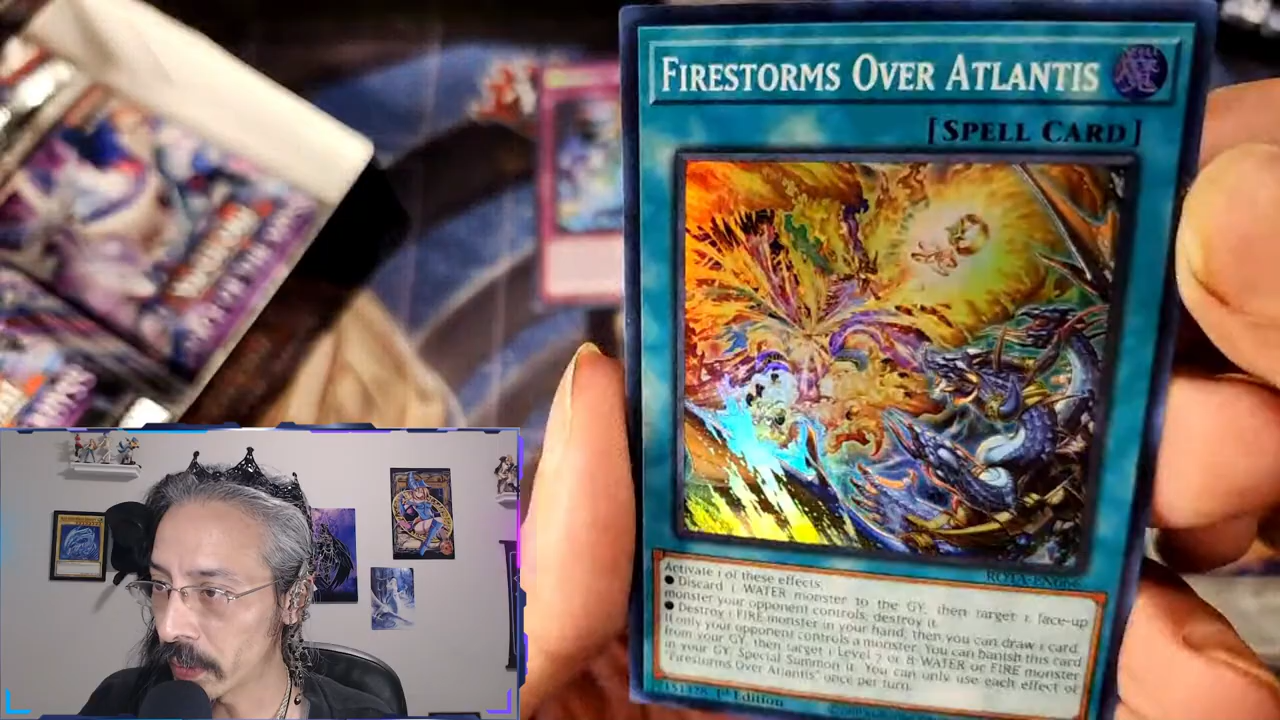 FIRESTORMS OVER ATLANTIS
[SPELL CARD]
ROTA-EN066
Activate 1 of these effects;
● Discard 1 WATER monster to the GY, then target 1 face-up
monster your opponent controls; destroy it.
● Destroy 1 FIRE monster in your hand, then you can draw 1 card.
If only your opponent controls a monster: You can banish this card
from your GY, then target 1 Level 7 or 8 WATER or FIRE monster
in your GY; Special Summon it. You can only use each effect of
"Firestorms Over Atlantis" once per turn.
1st Edition